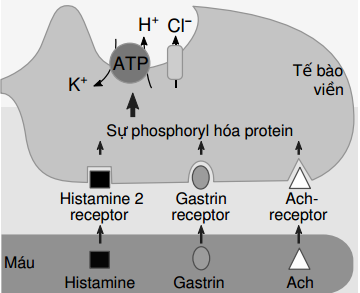 H⁺ Cl⁻
ATP
K⁺
Tế bào
viền
Sự phosphoryl hóa protein
Histamine 2
receptor
Gastrin
receptor
Ach-
receptor
Máu
Histamine
Gastrin
Ach